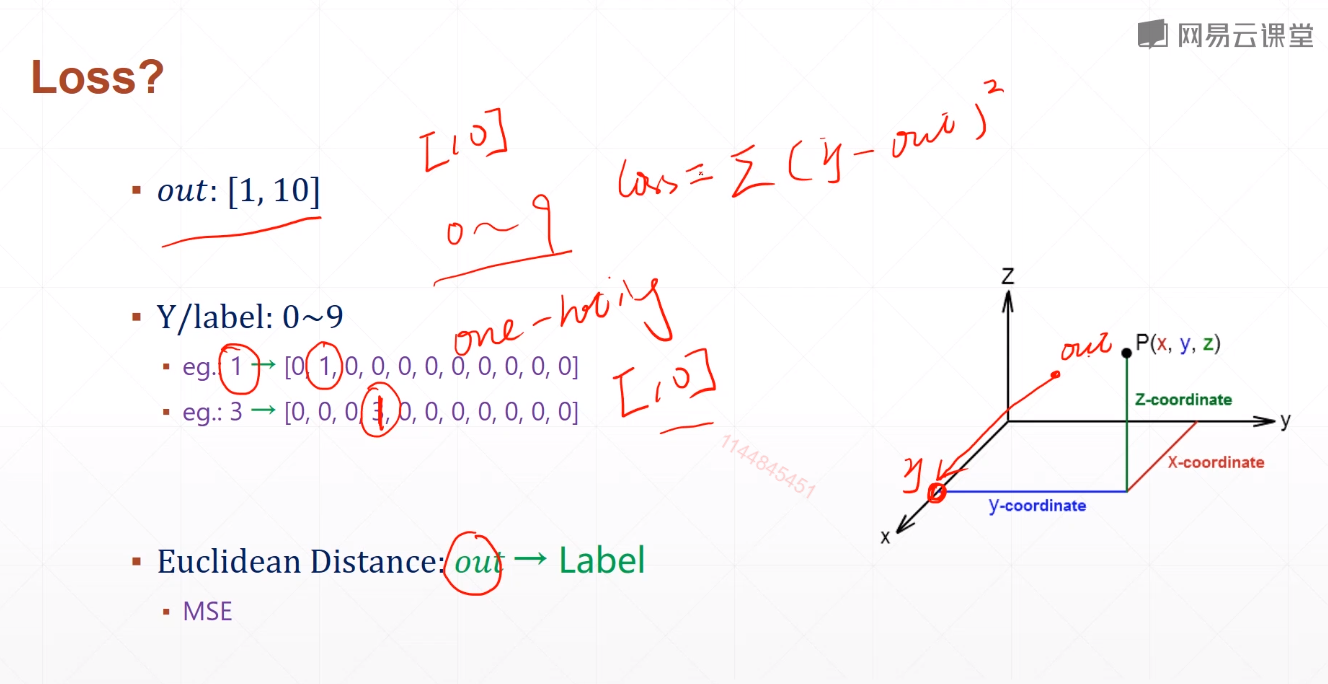 网易云课堂
Loss?
[10]
loss = Σ(y - out)²
out: [1, 10]
0~9
Y/label: 0~9
one-hot
eg.: 1 → [0, 1, 0, 0, 0, 0, 0, 0, 0, 0, 0]
eg.: 3 → [0, 0, 0, 1, 0, 0, 0, 0, 0, 0, 0]
[10]
1144845451
Z
out
P(x, y, z)
Z-coordinate
y
X-coordinate
y
y-coordinate
x
Euclidean Distance: out → Label
MSE